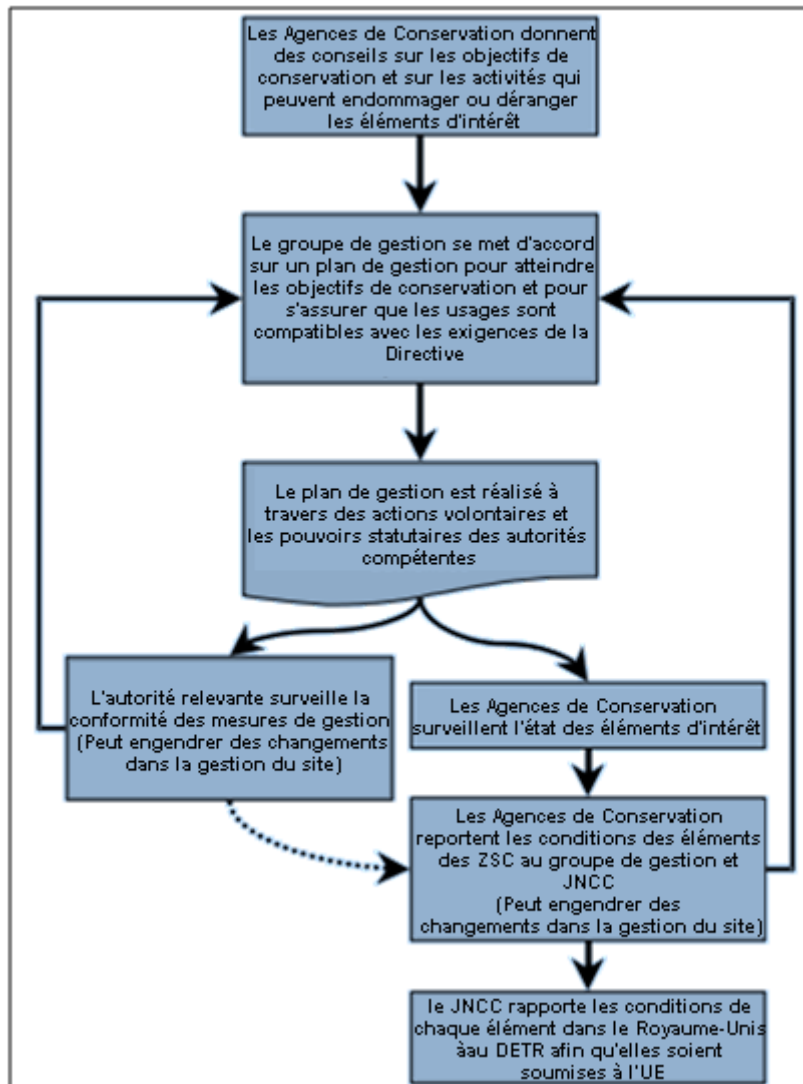 Les Agences de Conservation donnent
des conseils sur les objectifs de
conservation et sur les activités qui
peuvent endommager ou déranger
les éléments d'intérêt
Le groupe de gestion se met d'accord
sur un plan de gestion pour atteindre
les objectifs de conservation et pour
s'assurer que les usages sont
compatibles avec les exigences de la
Directive
Le plan de gestion est réalisé à
travers des actions volontaires et
les pouvoirs statutaires des autorités
compétentes
L'autorité relevante surveille la
conformité des mesures de gestion
(Peut engendrer des changements
dans la gestion du site)
Les Agences de Conservation
surveillent l'état des éléments d'intérêt
Les Agences de Conservation
reportent les conditions des éléments
des ZSC au groupe de gestion et
JNCC
(Peut engendrer des
changements dans la gestion du site)
le JNCC rapporte les conditions de
chaque élément dans le Royaume-Unis
àau DETR afin qu'elles soient
soumises à l'UE